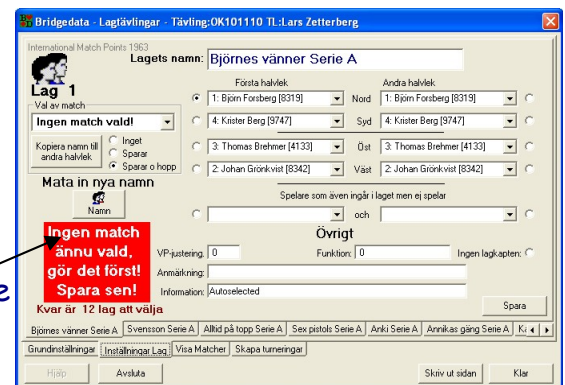 Bridgedata - Lagtävlingar - Tävling:OK101110 TL:Lars Zetterberg
International Match Points 1963
Lagets namn: Björnes vänner Serie A
Lag 1
Första halvlek Andra halvlek
Val av match
Ingen match vald!
1: Björn Forsberg [8319] Nord 1: Björn Forsberg [8319]
4: Krister Berg [9747] Syd 4: Krister Berg [9747]
Kopiera namn till andra halvlek
Inget
Sparar
Sparar o hopp
3: Thomas Brehmer [4133] Öst 3: Thomas Brehmer [4133]
2: Johan Grönkvist [8342] Väst 2: Johan Grönkvist [8342]
Mata in nya namn
Namn
Spelare som även ingår i laget men ej spelar
och
Ingen match
ännu vald,
gör det först!
Spara sen!
Övrigt
VP-justering: 0 Funktion: 0 Ingen lagkapten:
Anmärkning:
Information: Autoselected
Kvar är 12 lag att välja
Spara
Björnes vänner Serie A Svensson Serie A Alltid på topp Serie A Sex pistols Serie A Anki Serie A Annikas gäng Serie A
Grundinställningar Inställningar Lag Visa Matcher Skapa turneringar
Hjälp Avsluta Skriv ut sidan Klar